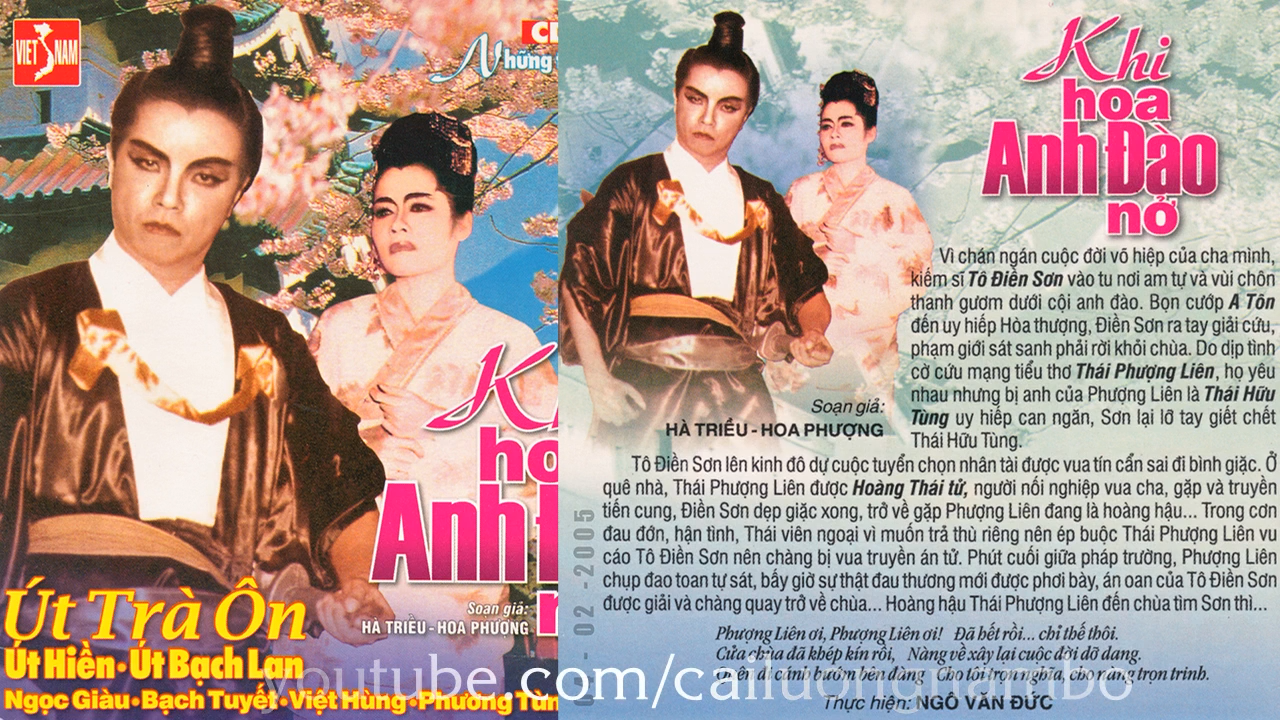 VIỆT NAM
Những
Kh
ho
Anh
Soạn giả:
HÀ TRIỀU - HOA PHƯỢNG
Út Trà Ôn
Út Hiền • Út Bạch Lan
Ngọc Giàu • Bạch Tuyết • Việt Hùng • Phương Tùn
Khi
hoa
Anh Đào
nở
Vì chán ngán cuộc đời võ hiệp của cha mình,
kiếm sĩ Tô Điền Sơn vào tu nơi am tự và vùi chôn
thanh gươm dưới cội anh đào. Bọn cướp A Tôn
đến uy hiếp Hòa thượng, Điền Sơn ra tay giải cứu,
phạm giới sát sanh phải rời khỏi chùa. Do dịp tình
cờ cứu mạng tiểu thơ Thái Phượng Liên, họ yêu
nhau nhưng bị anh của Phượng Liên là Thái Hữu
Tùng uy hiếp can ngăn, Sơn lại lỡ tay giết chết
Thái Hữu Tùng.
Soạn giả:
HÀ TRIỀU - HOA PHƯỢNG
Tô Điền Sơn lên kinh đô dự cuộc tuyển chọn nhân tài được vua tín cẩn sai đi bình giặc. Ở
quê nhà, Thái Phượng Liên được Hoàng Thái tử, người nối nghiệp vua cha, gặp và truyền
tiến cung, Điền Sơn dẹp giặc xong, trở về gặp Phượng Liên đang là hoàng hậu... Trong cơn
đau đớn, hận tình, Thái viên ngoại vì muốn trả thù riêng nên ép buộc Thái Phượng Liên vu
cáo Tô Điền Sơn nên chàng bị vua truyền án tử. Phút cuối giữa pháp trường, Phượng Liên
chụp đao toan tự sát, bấy giờ sự thật đau thương mới được phơi bày, án oan của Tô Điền Sơn
được giải và chàng quay trở về chùa... Hoàng hậu Thái Phượng Liên đến chùa tìm Sơn thì...
Phượng Liên ơi, Phượng Liên ơi! Đã hết rồi... chỉ thế thôi.
Cửa chùa đã khép kín rồi, Nàng về xây lại cuộc đời dở dang.
Quên đi cánh bướm bên đàng Cho tôi trọn nghĩa, cho nàng trọn trinh.
Thực hiện: NGÔ VĂN ĐỨC
02 - 2005
youtube.com/cailuongnambo